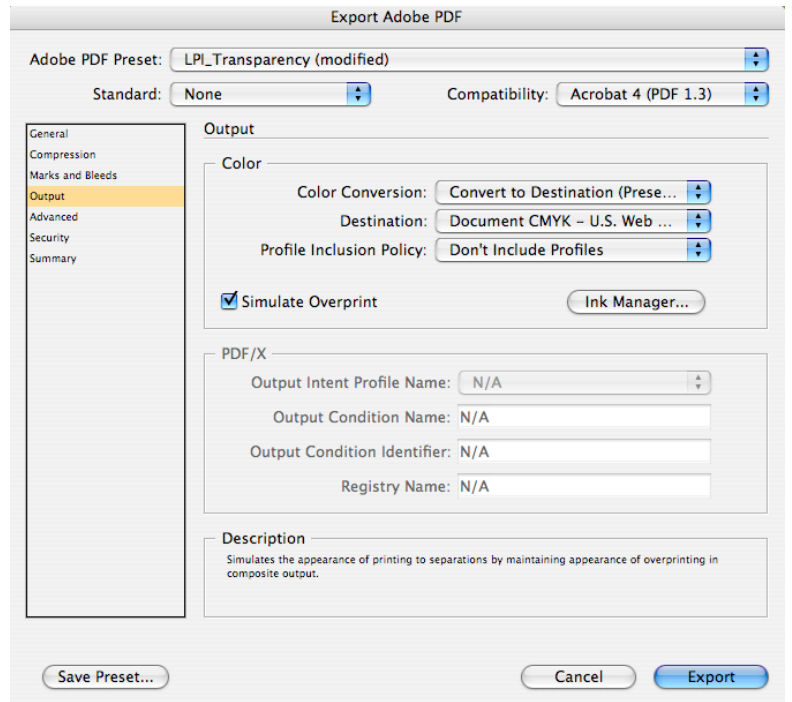 Export Adobe PDF
Adobe PDF Preset: LPI_Transparency (modified)
Standard: None Compatibility: Acrobat 4 (PDF 1.3)
General
Compression
Marks and Bleeds
Output
Advanced
Security
Summary
Output
Color
Color Conversion: Convert to Destination (Prese...
Destination: Document CMYK – U.S. Web ...
Profile Inclusion Policy: Don't Include Profiles
Simulate Overprint Ink Manager...
PDF/X
Output Intent Profile Name: N/A
Output Condition Name: N/A
Output Condition Identifier: N/A
Registry Name: N/A
Description
Simulates the appearance of printing to separations by maintaining appearance of overprinting in
composite output.
Save Preset... Cancel Export